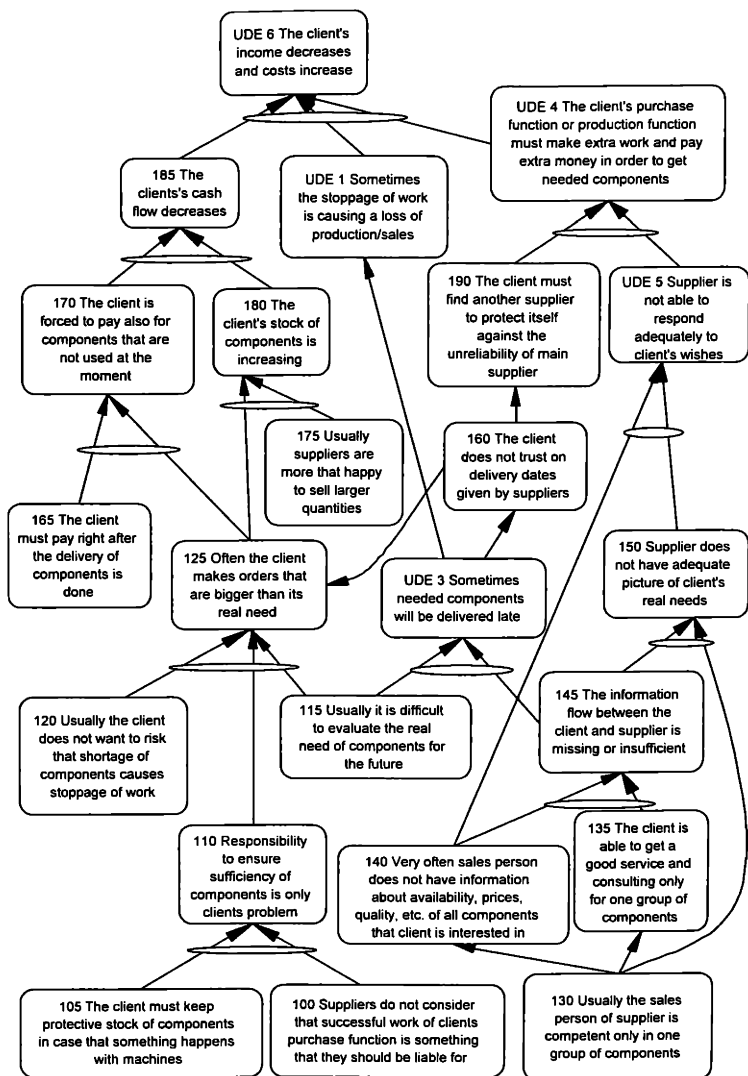 UDE 6 The client's
income decreases
and costs increase
UDE 4 The client's purchase
function or production function
must make extra work and pay
extra money in order to get
needed components
185 The
clients's cash
flow decreases
UDE 1 Sometimes
the stoppage of work
is causing a loss of
production/sales
170 The client is
forced to pay also for
components that are
not used at the
moment
180 The
client's stock of
components is
increasing
190 The client must
find another supplier
to protect itself
against the
unreliability of main
supplier
UDE 5 Supplier is
not able to
respond
adequately to
client's wishes
175 Usually
suppliers are
more that happy
to sell larger
quantities
160 The client
does not trust on
delivery dates
given by suppliers
165 The client
must pay right after
the delivery of
components is
done
125 Often the client
makes orders that
are bigger than its
real need
UDE 3 Sometimes
needed components
will be delivered late
150 Supplier does
not have adequate
picture of client's
real needs
120 Usually the client
does not want to risk
that shortage of
components causes
stoppage of work
115 Usually it is difficult
to evaluate the real
need of components for
the future
145 The information
flow between the
client and supplier is
missing or insufficient
110 Responsibility
to ensure
sufficiency of
components is only
clients problem
140 Very often sales person
does not have information
about availability, prices,
quality, etc. of all components
that client is interested in
135 The client is
able to get a
good service and
consulting only
for one group of
components
105 The client must keep
protective stock of components
in case that something happens
with machines
100 Suppliers do not consider
that successful work of clients
purchase function is something
that they should be liable for
130 Usually the sales
person of supplier is
competent only in one
group of components